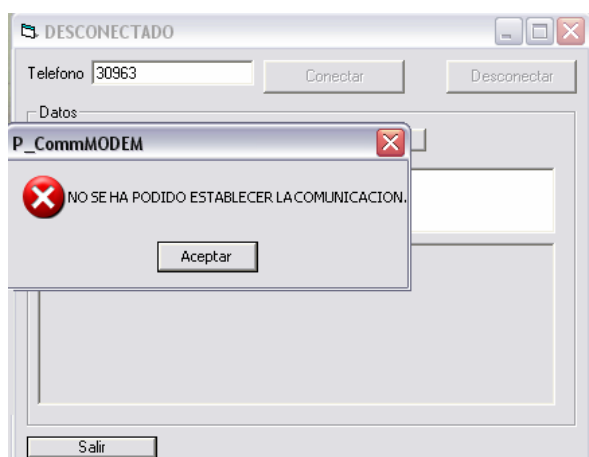 DESCONECTADO
Telefono 30963 Conectar Desconectar
Datos
P_CommMODEM
NO SE HA PODIDO ESTABLECER LA COMUNICACION.
Aceptar
Salir